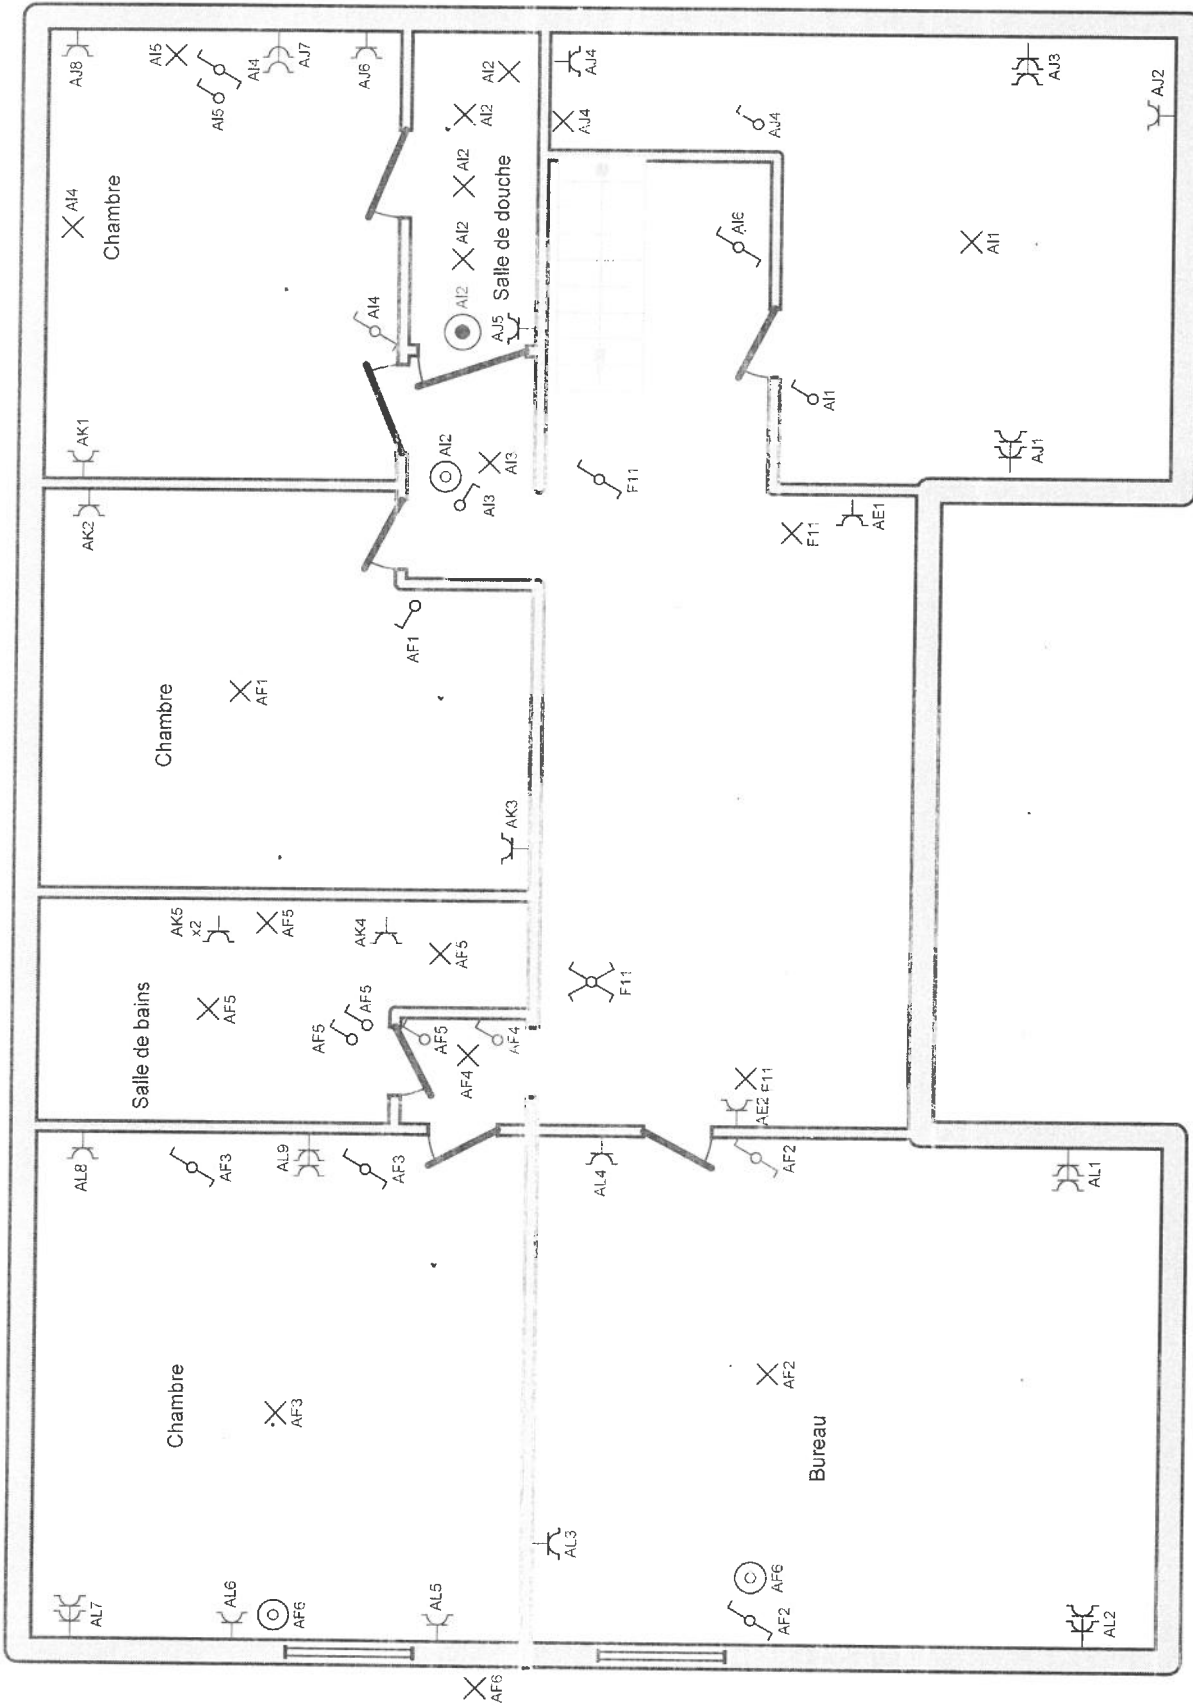 AL7
AL8
AK2
AK1
AI4
AJ8
Chambre
Salle de bains
Chambre
Chambre
AI5
AK5
x2
AL6
AF3
AF5
AI5
AI4
AF6
AF3
AL9
AF5
AF1
AJ7
AF5
AF5
AK4
AI4
AJ6
AF3
AF1
AL5
AF5
AF5
AI2
AF4
AI2
AI2
AI2
AI2
AI2
AF6
AI3
AI3
AJ5
Salle de douche
AF4
AK3
AL3
AJ4
AJ4
AL4
F11
F11
AE2
F11
AI6
AJ4
AF2
AF6
AF2
AF2
Bureau
F11
AI1
AE1
AI1
AJ1
AJ3
AL2
AL1
AJ2